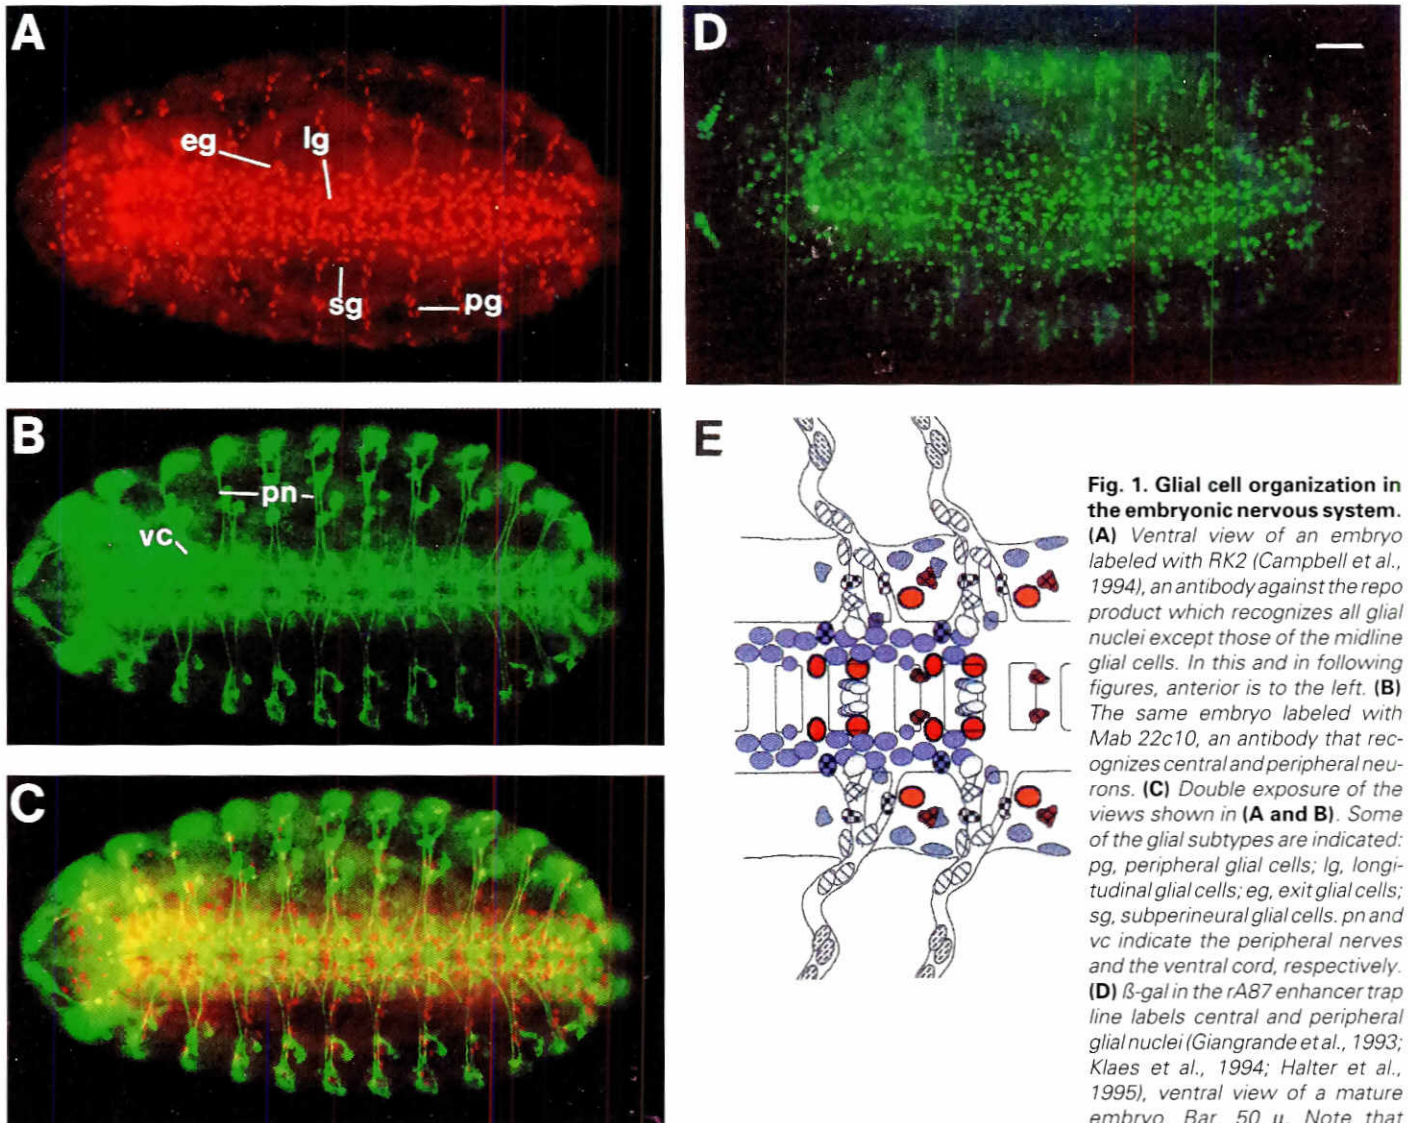 A
eg
lg
sg
pg
B
pn
vc
C
D
E
Fig. 1. Glial cell organization in
the embryonic nervous system.
(A) Ventral view of an embryo
labeled with RK2 (Campbell et al.,
1994), an antibody against the repo
product which recognizes all glial
nuclei except those of the midline
glial cells. In this and in following
figures, anterior is to the left. (B)
The same embryo labeled with
Mab 22c10, an antibody that rec-
ognizes central and peripheral neu-
rons. (C) Double exposure of the
views shown in (A and B). Some
of the glial subtypes are indicated:
pg, peripheral glial cells; lg, longi-
tudinal glial cells; eg, exit glial cells;
sg, subperineural glial cells. pn and
vc indicate the peripheral nerves
and the ventral cord, respectively.
(D) ß-gal in the rA87 enhancer trap
line labels central and peripheral
glial nuclei (Giangrande et al., 1993;
Klaes et al., 1994; Halter et al.,
1995), ventral view of a mature
embryo. Bar, 50 µ. Note that